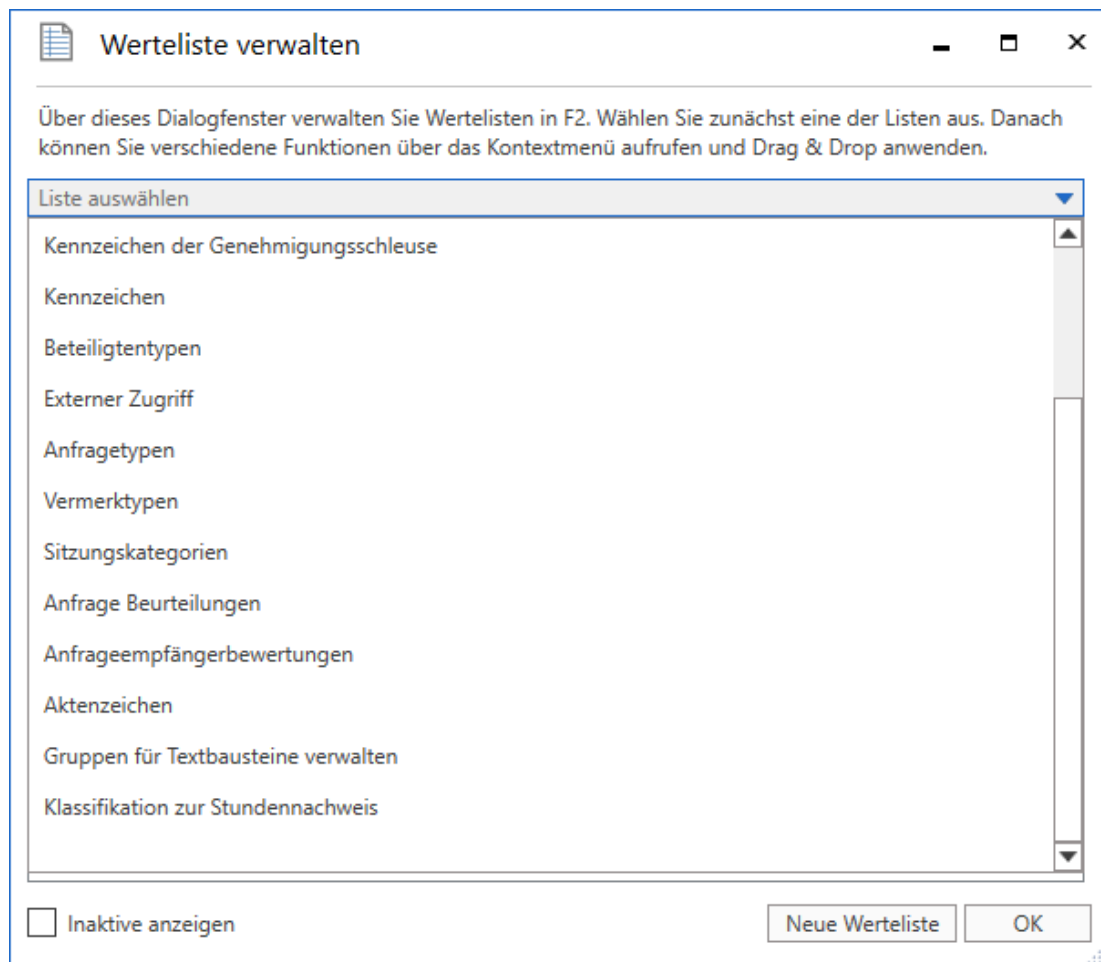 Werteliste verwalten
Über dieses Dialogfenster verwalten Sie Wertelisten in F2. Wählen Sie zunächst eine der Listen aus. Danach
können Sie verschiedene Funktionen über das Kontextmenü aufrufen und Drag & Drop anwenden.
Liste auswählen
Kennzeichen der Genehmigungsschleuse
Kennzeichen
Beteiligtentypen
Externer Zugriff
Anfragetypen
Vermerktypen
Sitzungskategorien
Anfrage Beurteilungen
Anfrageempfängerbewertungen
Aktenzeichen
Gruppen für Textbausteine verwalten
Klassifikation zur Stundennachweis
Inaktive anzeigen
Neue Werteliste
OK